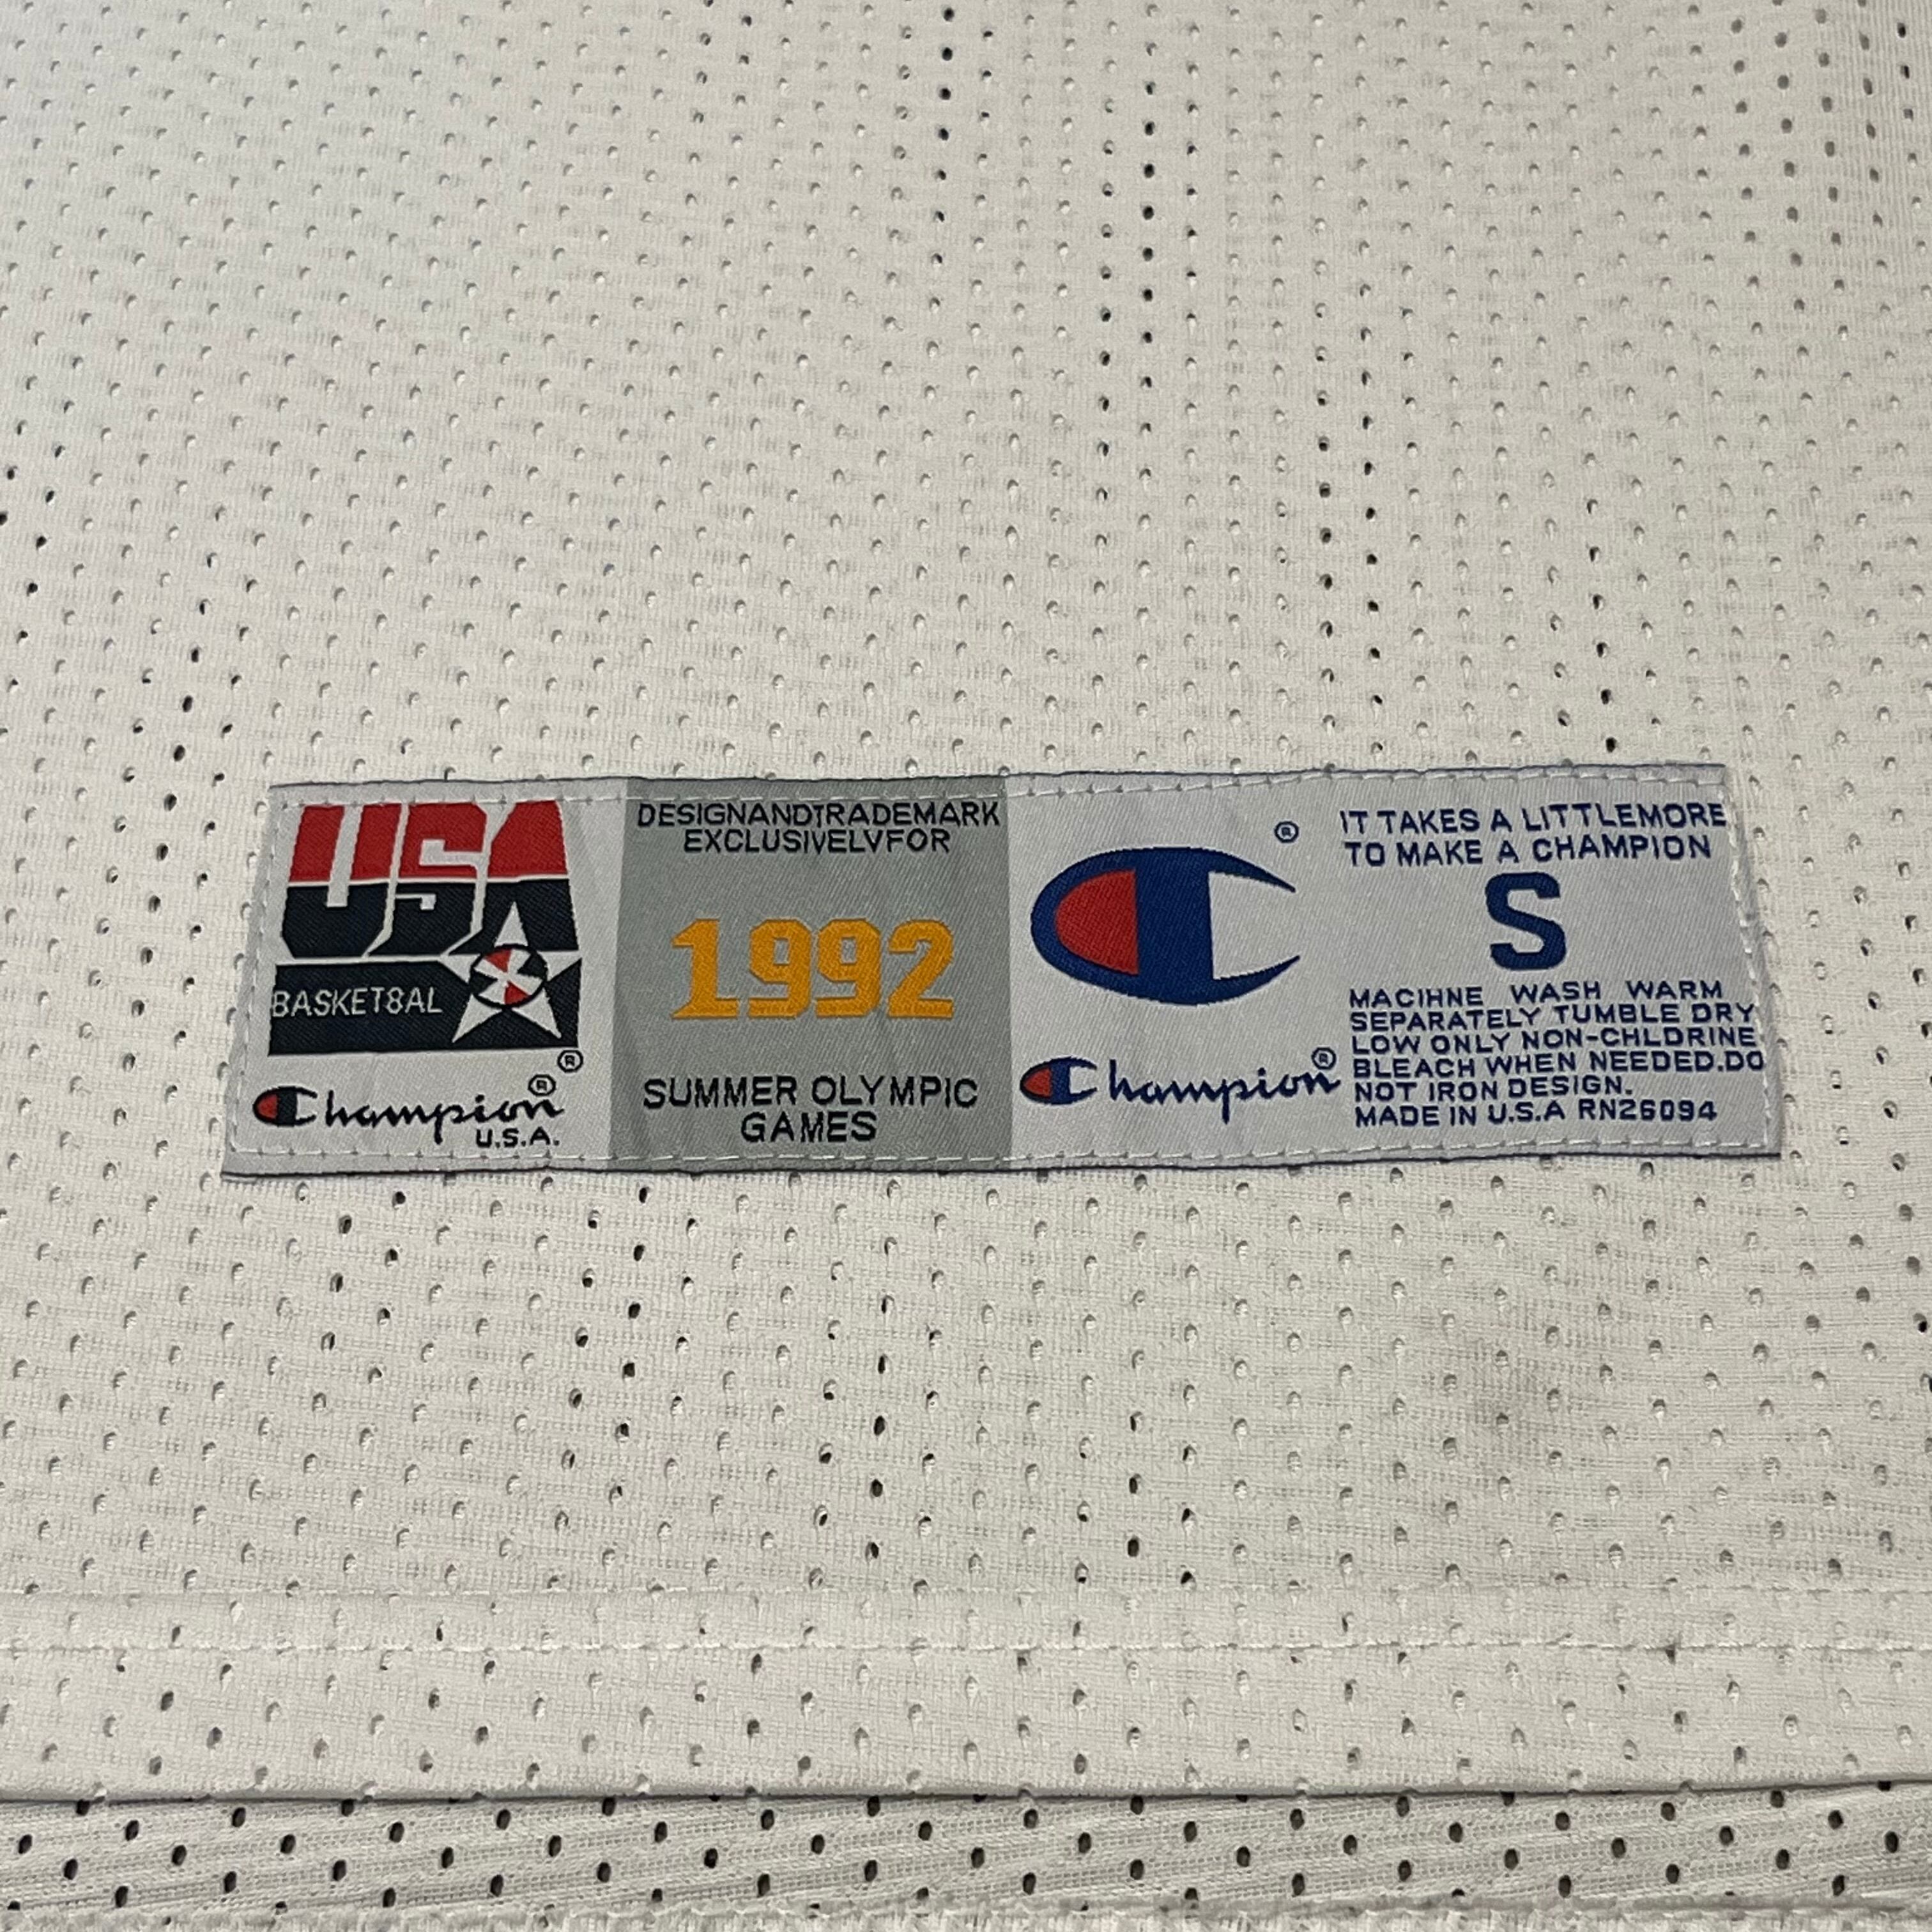 USA
BASKET8AL
®
Champion®
U.S.A.
DESIGNANDTRADEMARK
EXCLUSIVELVFOR
1992
SUMMER OLYMPIC
GAMES
®
Champion®
IT TAKES A LITTLEMORE
TO MAKE A CHAMPION
S
MACIHNE WASH WARM
SEPARATELY TUMBLE DRY
LOW ONLY NON-CHLDRINE
BLEACH WHEN NEEDED.DO
NOT IRON DESIGN.
MADE IN U.S.A RN26094